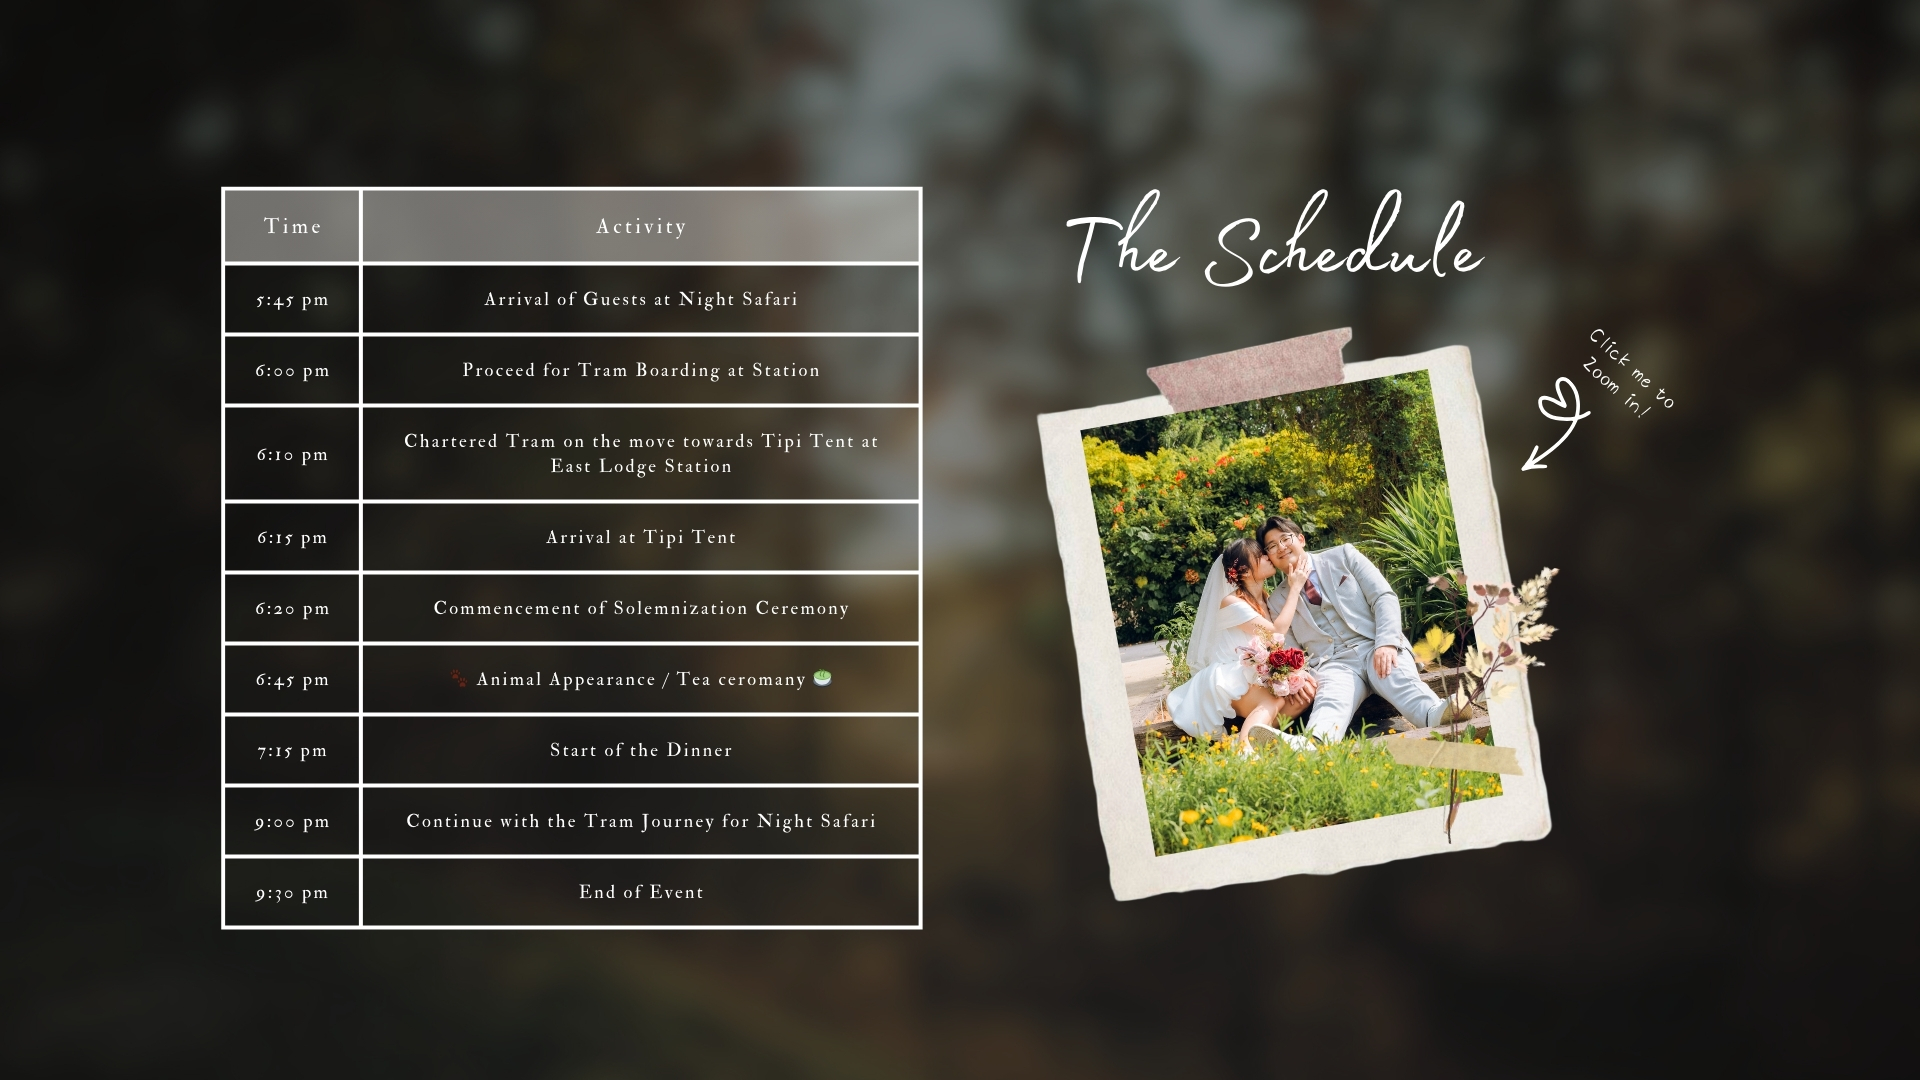 The Schedule
Click me to
Zoom in!
Time Activity
5:45 pm Arrival of Guests at Night Safari
6:00 pm Proceed for Tram Boarding at Station
6:10 pm Chartered Tram on the move towards Tipi Tent at
East Lodge Station
6:15 pm Arrival at Tipi Tent
6:20 pm Commencement of Solemnization Ceremony
6:45 pm 🐾 Animal Appearance / Tea ceromany 🍵
7:15 pm Start of the Dinner
9:00 pm Continue with the Tram Journey for Night Safari
9:30 pm End of Event